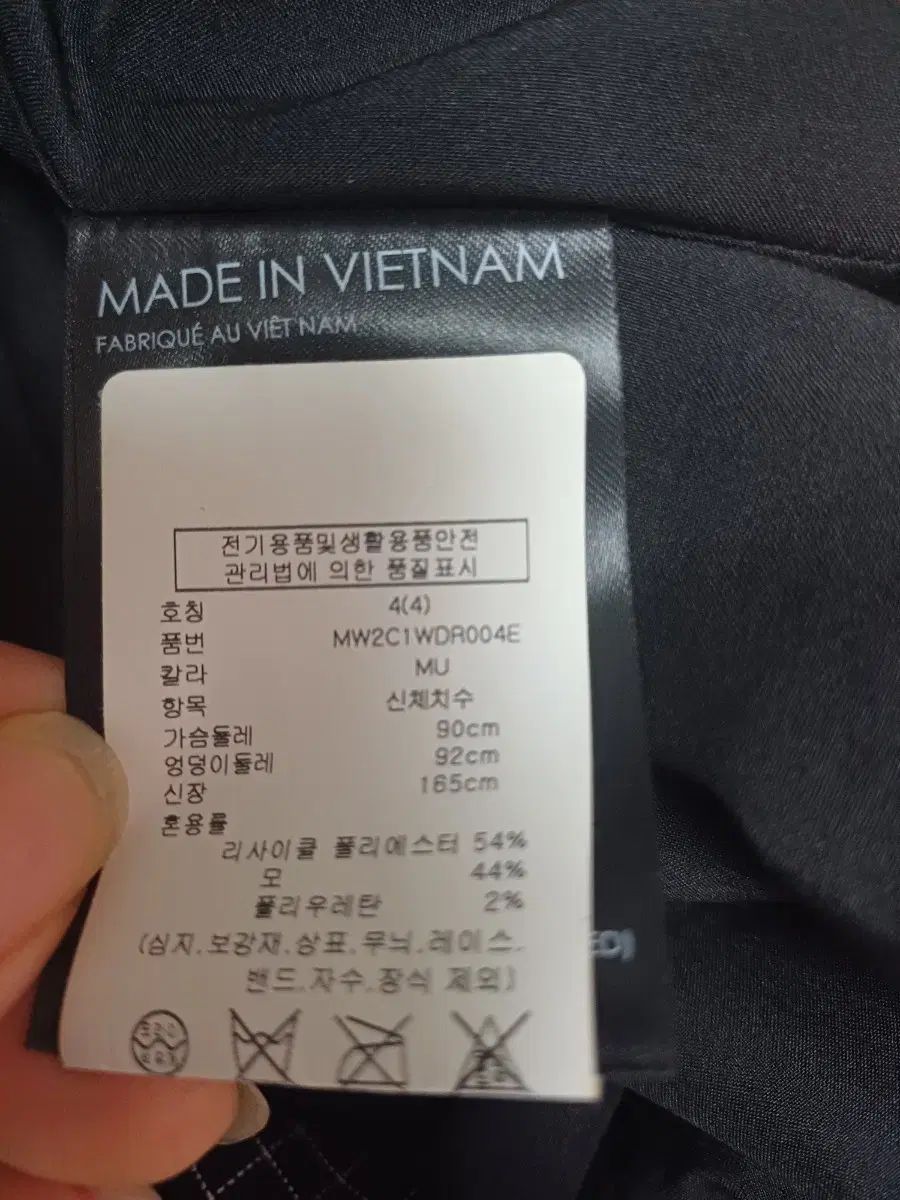 MADE IN VIETNAM
FABRIQUÉ AU VIÊT NAM
전기용품및생활용품안전
관리법에 의한 품질표시
호칭 4(4)
품번 MW2C1WDR004E
칼라 MU
항목 신체치수
가슴둘레 90cm
엉덩이둘레 92cm
신장 165cm
혼용률
리사이클 폴리에스터 54%
모 44%
폴리우레탄 2%
(심지.보강재.상표.무늬.레이스.
밴드.자수.장식 제외)